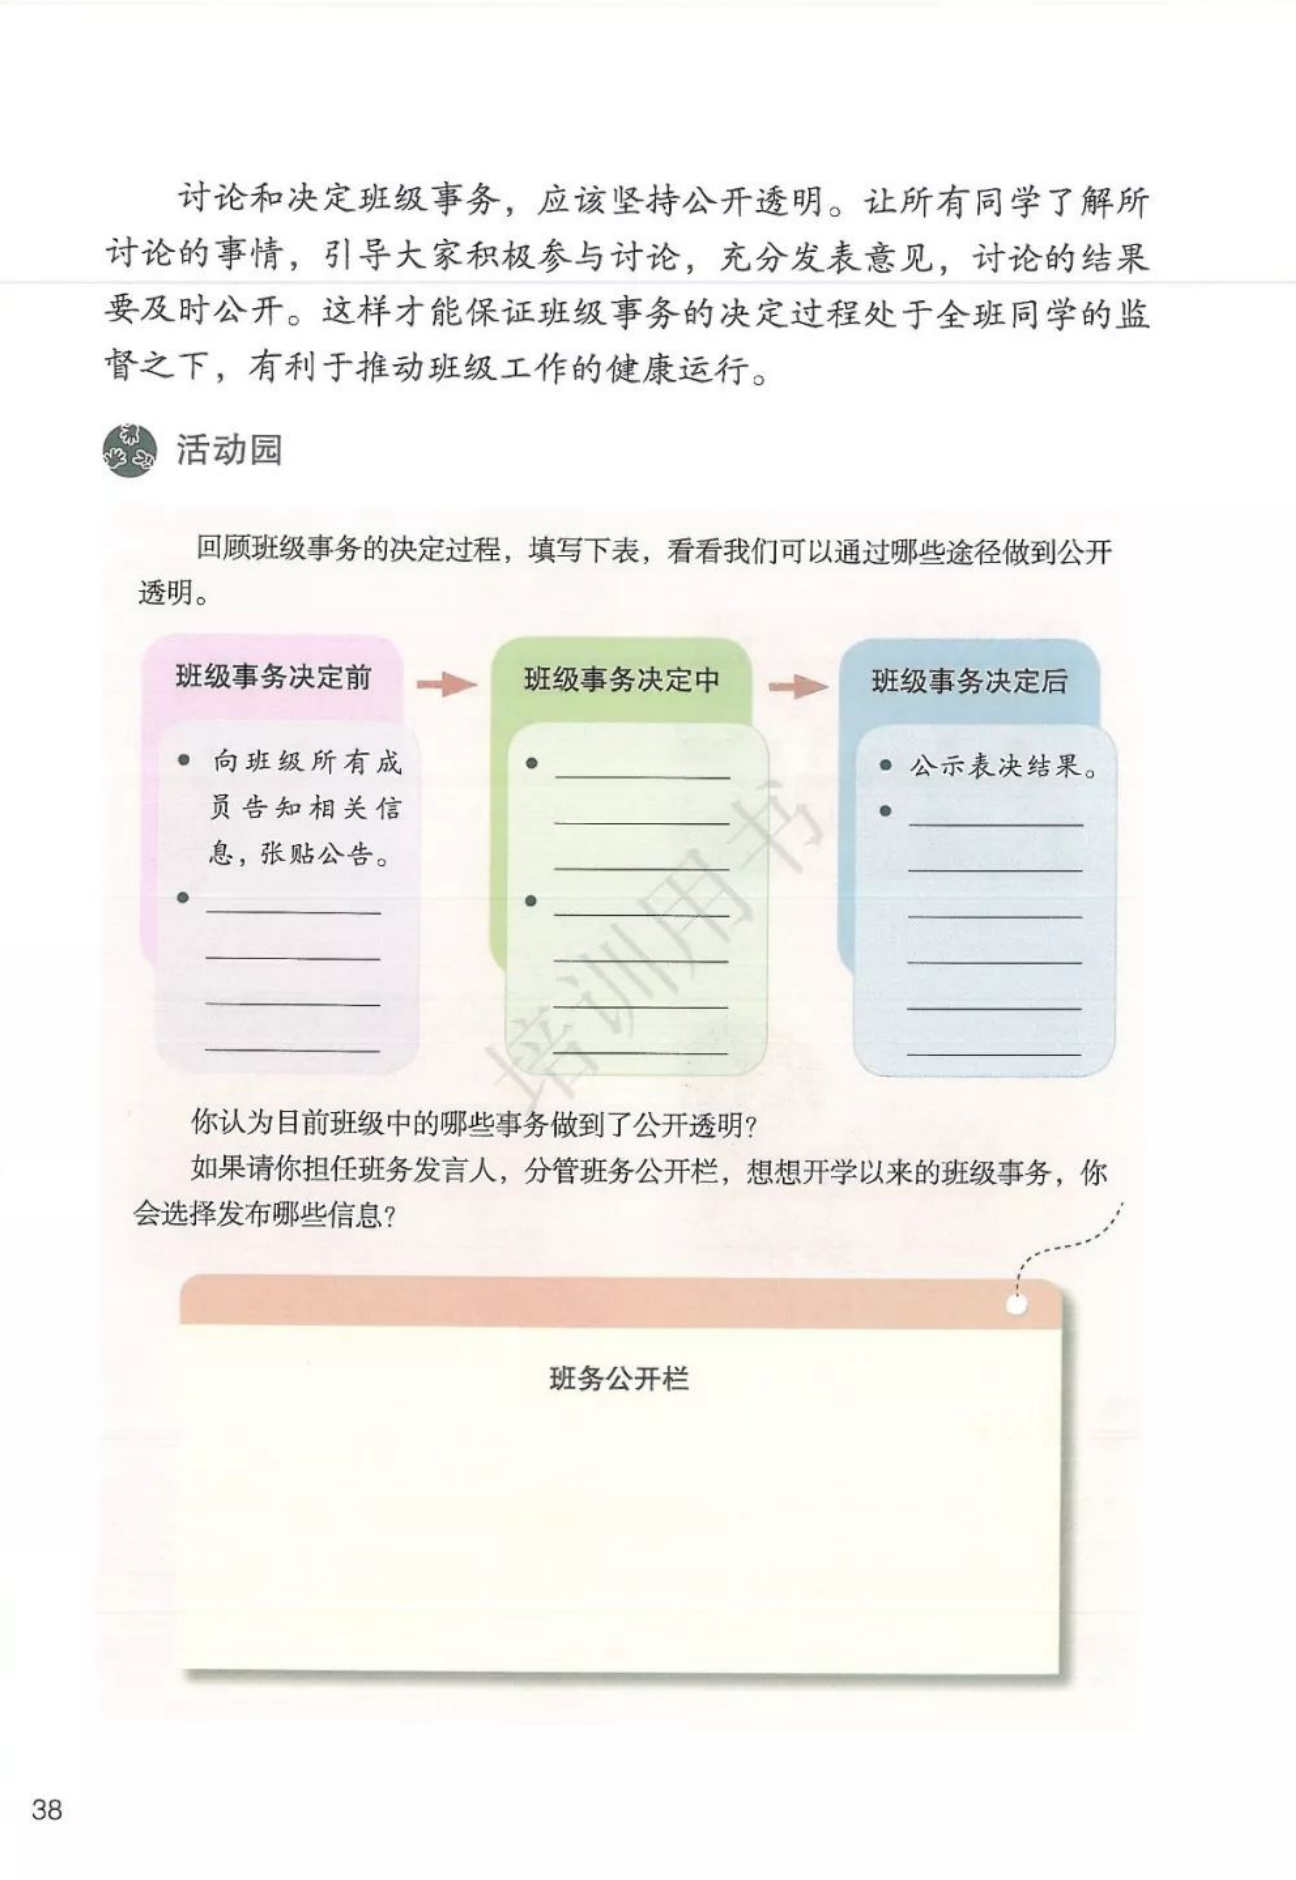 讨论和决定班级事务，应该坚持公开透明。让所有同学了解所
讨论的事情，引导大家积极参与讨论，充分发表意见，讨论的结果
要及时公开。这样才能保证班级事务的决定过程处于全班同学的监
督之下，有利于推动班级工作的健康运行。
活动园
回顾班级事务的决定过程，填写下表，看看我们可以通过哪些途径做到公开
透明。
班级事务决定前
向班级所有成
员告知相关信
息，张贴公告。
班级事务决定中
班级事务决定后
公示表决结果。
培训用书
你认为目前班级中的哪些事务做到了公开透明？
如果请你担任班务发言人，分管班务公开栏，想想开学以来的班级事务，你
会选择发布哪些信息？
班务公开栏
38